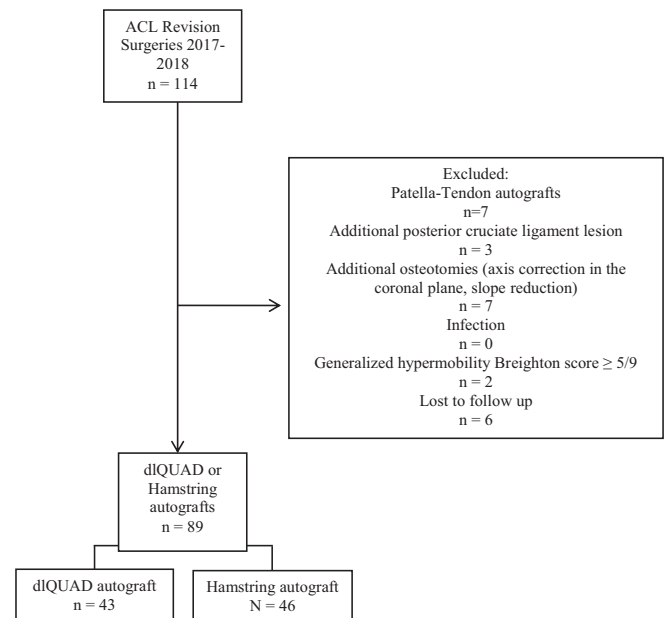 ACL Revision
Surgeries 2017-
2018
n = 114
Excluded:
Patella-Tendon autografts
n=7
Additional posterior cruciate ligament lesion
n = 3
Additional osteotomies (axis correction in the
coronal plane, slope reduction)
n = 7
Infection
n = 0
Generalized hypermobility Breighton score ≥ 5/9
n = 2
Lost to follow up
n = 6
dlQUAD or
Hamstring
autografts
n = 89
dlQUAD autograft
n = 43
Hamstring autograft
N = 46